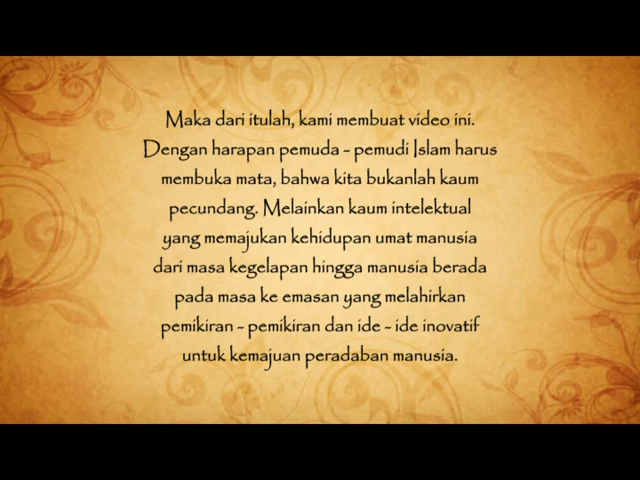 Maka dari itulah, kami membuat video ini.
Dengan harapan pemuda - pemudi Islam harus
membuka mata, bahwa kita bukanlah kaum
pecundang. Melainkan kaum intelektual
yang memajukan kehidupan umat manusia
dari masa kegelapan hingga manusia berada
pada masa ke emasan yang melahirkan
pemikiran - pemikiran dan ide - ide inovatif
untuk kemajuan peradaban manusia.